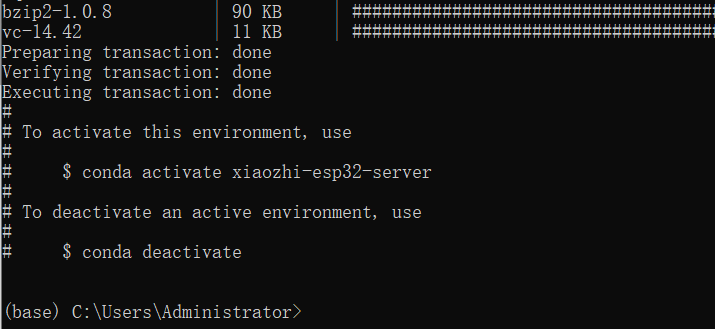 bzip2-1.0.8 | 90 KB | ####################################
vc-14.42 | 11 KB | ####################################
Preparing transaction: done
Verifying transaction: done
Executing transaction: done
#
# To activate this environment, use
#
#     $ conda activate xiaozhi-esp32-server
#
# To deactivate an active environment, use
#
#     $ conda deactivate
(base) C:\Users\Administrator>